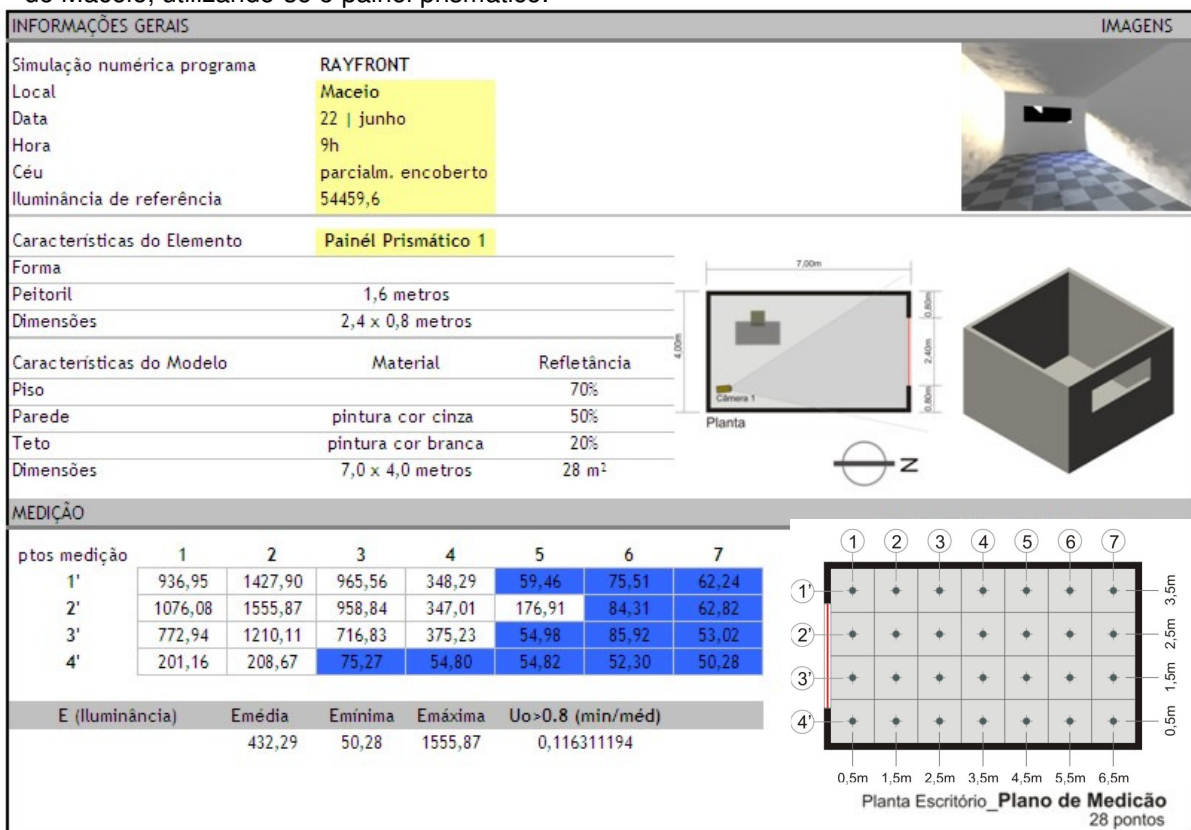 de Maceió, utilizando-se o painel prismático.
INFORMAÇÕES GERAIS IMAGENS
Simulação numérica programa RAYFRONT
Local Maceio
Data 22 | junho
Hora 9h
Céu parcialm. encoberto
Iluminância de referência 54459,6
Características do Elemento Painél Prismático 1
Forma
Peitoril 1,6 metros
Dimensões 2,4 x 0,8 metros
Características do Modelo Material Refletância
Piso 70%
Parede pintura cor cinza 50%
Teto pintura cor branca 20%
Dimensões 7,0 x 4,0 metros 28 m²
7,00m
4,00m
0,80m
2,40m
0,80m
Câmera 1
Planta
N
MEDIÇÃO
ptos medição 1 2 3 4 5 6 7
1' 936,95 1427,90 965,56 348,29 59,46 75,51 62,24
2' 1076,08 1555,87 958,84 347,01 176,91 84,31 62,82
3' 772,94 1210,11 716,83 375,23 54,98 85,92 53,02
4' 201,16 208,67 75,27 54,80 54,82 52,30 50,28
E (Iluminância) Emédia Emínima Emáxima Uo>0.8 (min/méd)
432,29 50,28 1555,87 0,116311194
1 2 3 4 5 6 7
1' 3,5m
2' 2,5m
3' 1,5m
4' 0,5m
0,5m 1,5m 2,5m 3,5m 4,5m 5,5m 6,5m
Planta Escritório_Plano de Medicão
28 pontos